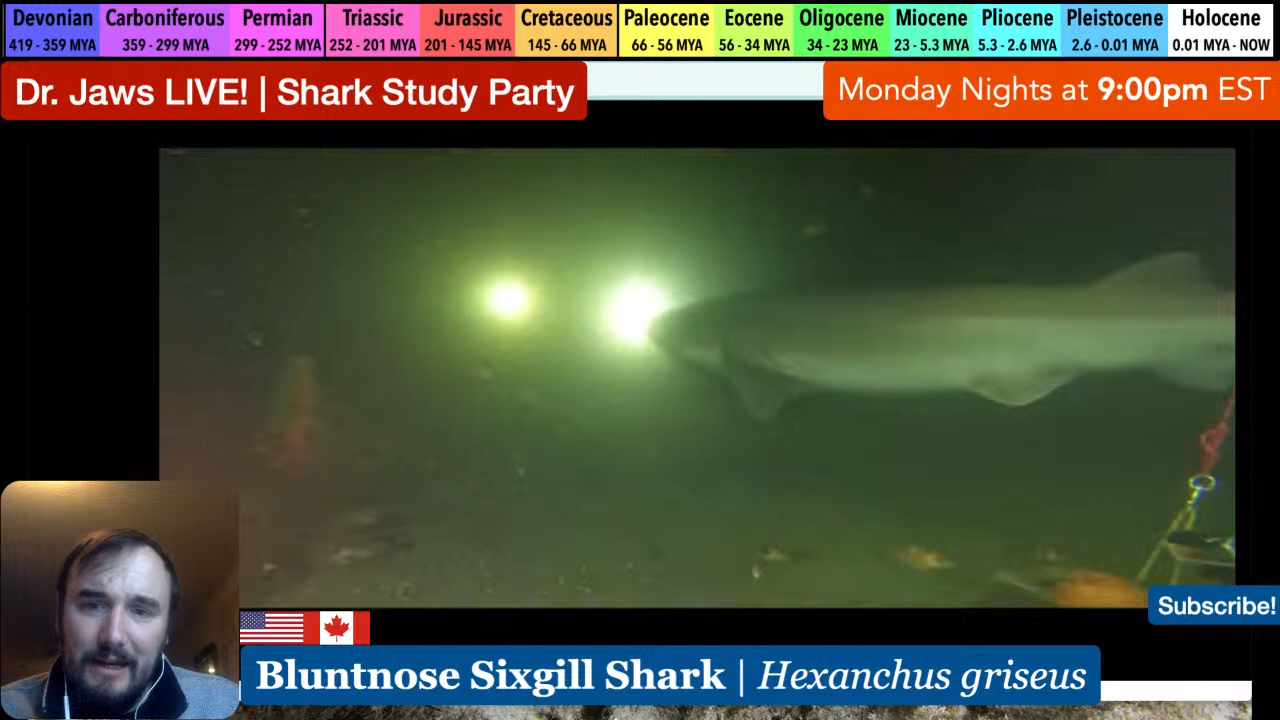 Devonian Carboniferous Permian Triassic Jurassic Cretaceous Paleocene Eocene Oligocene Miocene Pliocene Pleistocene Holocene
419 - 359 MYA 359 - 299 MYA 299 - 252 MYA 252 - 201 MYA 201 - 145 MYA 145 - 66 MYA 66 - 56 MYA 56 - 34 MYA 34 - 23 MYA 23 - 5.3 MYA 5.3 - 2.6 MYA 2.6 - 0.01 MYA 0.01 MYA - NOW
Dr. Jaws LIVE! | Shark Study Party
Monday Nights at 9:00pm EST
Subscribe!
Bluntnose Sixgill Shark | Hexanchus griseus